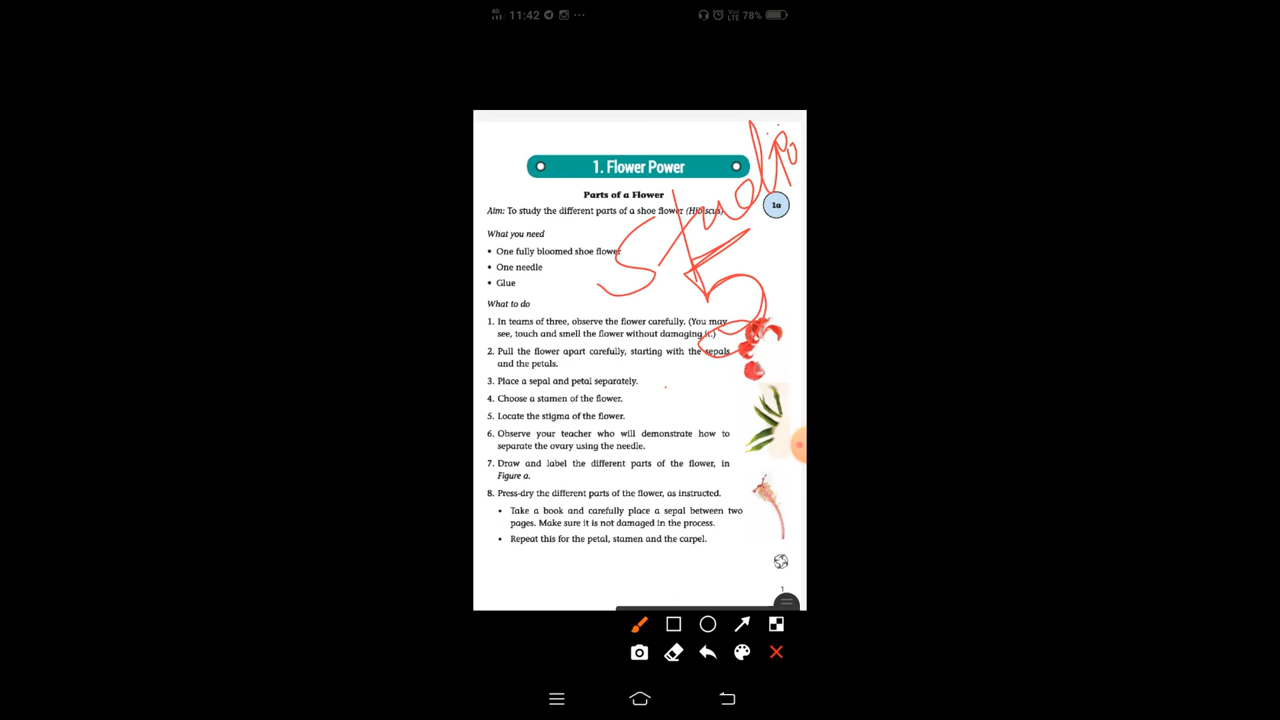 4G 11:42 ... VoLTE 78%
1. Flower Power
Parts of a Flower
1a
Aim: To study the different parts of a shoe flower (Hibiscus)
What you need
• One fully bloomed shoe flower
• One needle
• Glue
What to do
1. In teams of three, observe the flower carefully. (You may
see, touch and smell the flower without damaging it.)
2. Pull the flower apart carefully, starting with the sepals
and the petals.
3. Place a sepal and petal separately.
4. Choose a stamen of the flower.
5. Locate the stigma of the flower.
6. Observe your teacher who will demonstrate how to
separate the ovary using the needle.
7. Draw and label the different parts of the flower, in
Figure a.
8. Press-dry the different parts of the flower, as instructed.
• Take a book and carefully place a sepal between two
pages. Make sure it is not damaged in the process.
• Repeat this for the petal, stamen and the carpel.
1